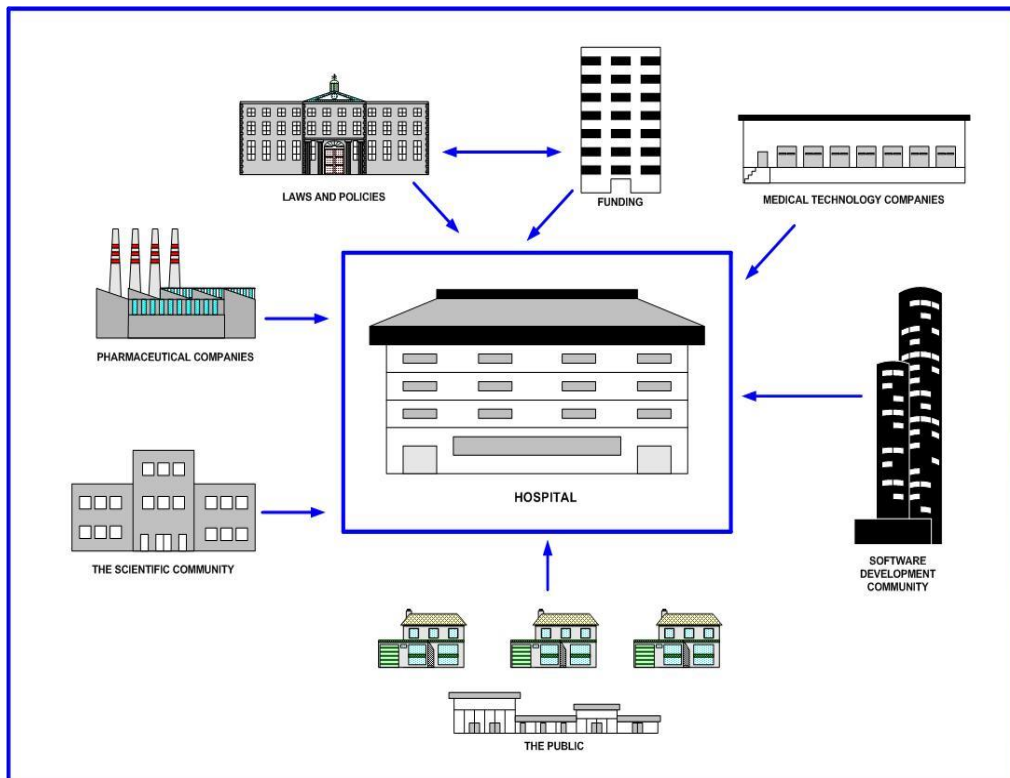 LAWS AND POLICIES
FUNDING
MEDICAL TECHNOLOGY COMPANIES
PHARMACEUTICAL COMPANIES
HOSPITAL
THE SCIENTIFIC COMMUNITY
SOFTWARE
DEVELOPMENT
COMMUNITY
THE PUBLIC